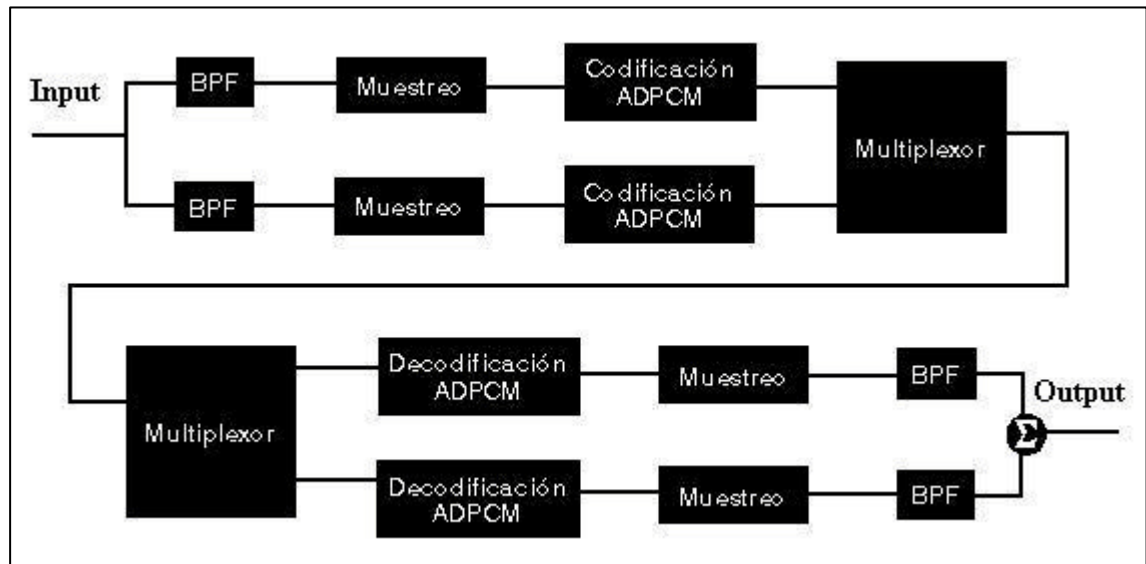 Input
BPF
Muestreo
Codificación
ADPCM
Multiplexor
BPF
Muestreo
Codificación
ADPCM
Multiplexor
Decodificación
ADPCM
Muestreo
BPF
Output
Σ
Decodificación
ADPCM
Muestreo
BPF